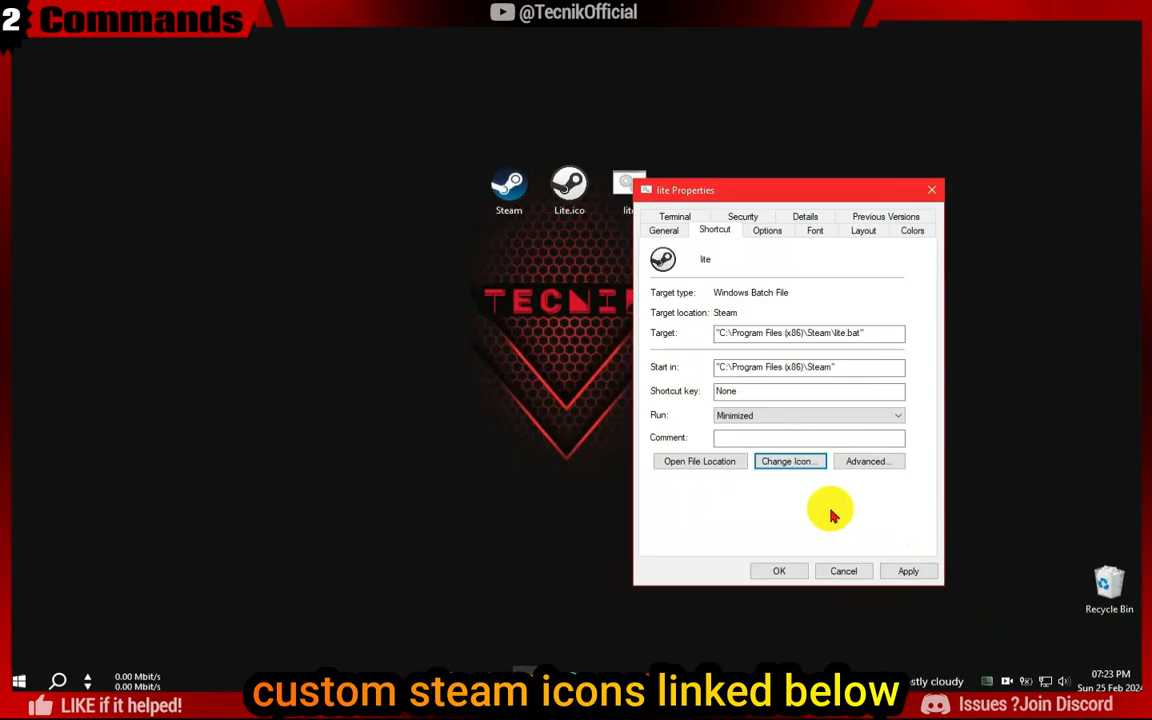 2 Commands
@TecnikOfficial
Steam
Lite.ico
lite Properties
Terminal
Security
Details
Previous Versions
General
Shortcut
Options
Font
Layout
Colors
lite
Target type: Windows Batch File
Target location: Steam
Target: "C:\Program Files (x86)\Steam\lite.bat"
Start in: "C:\Program Files (x86)\Steam"
Shortcut key: None
Run: Minimized
Comment:
Open File Location
Change Icon...
Advanced...
OK
Cancel
Apply
Recycle Bin
0.00 Mbit/s
0.00 Mbit/s
cloudy
07:23 PM
Sun 25 Feb 2024
custom steam icons linked below
LIKE if it helped!
Issues ?Join Discord